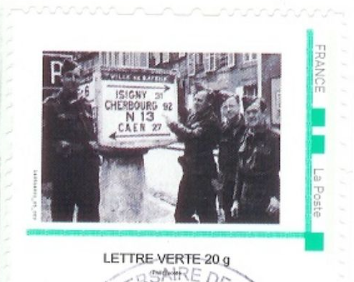 VILLE DE BAYEUX
ISIGNY 31
CHERBOURG 92
N 13
CAEN 27
FRANCE
La Poste
LETTRE VERTE 20 g